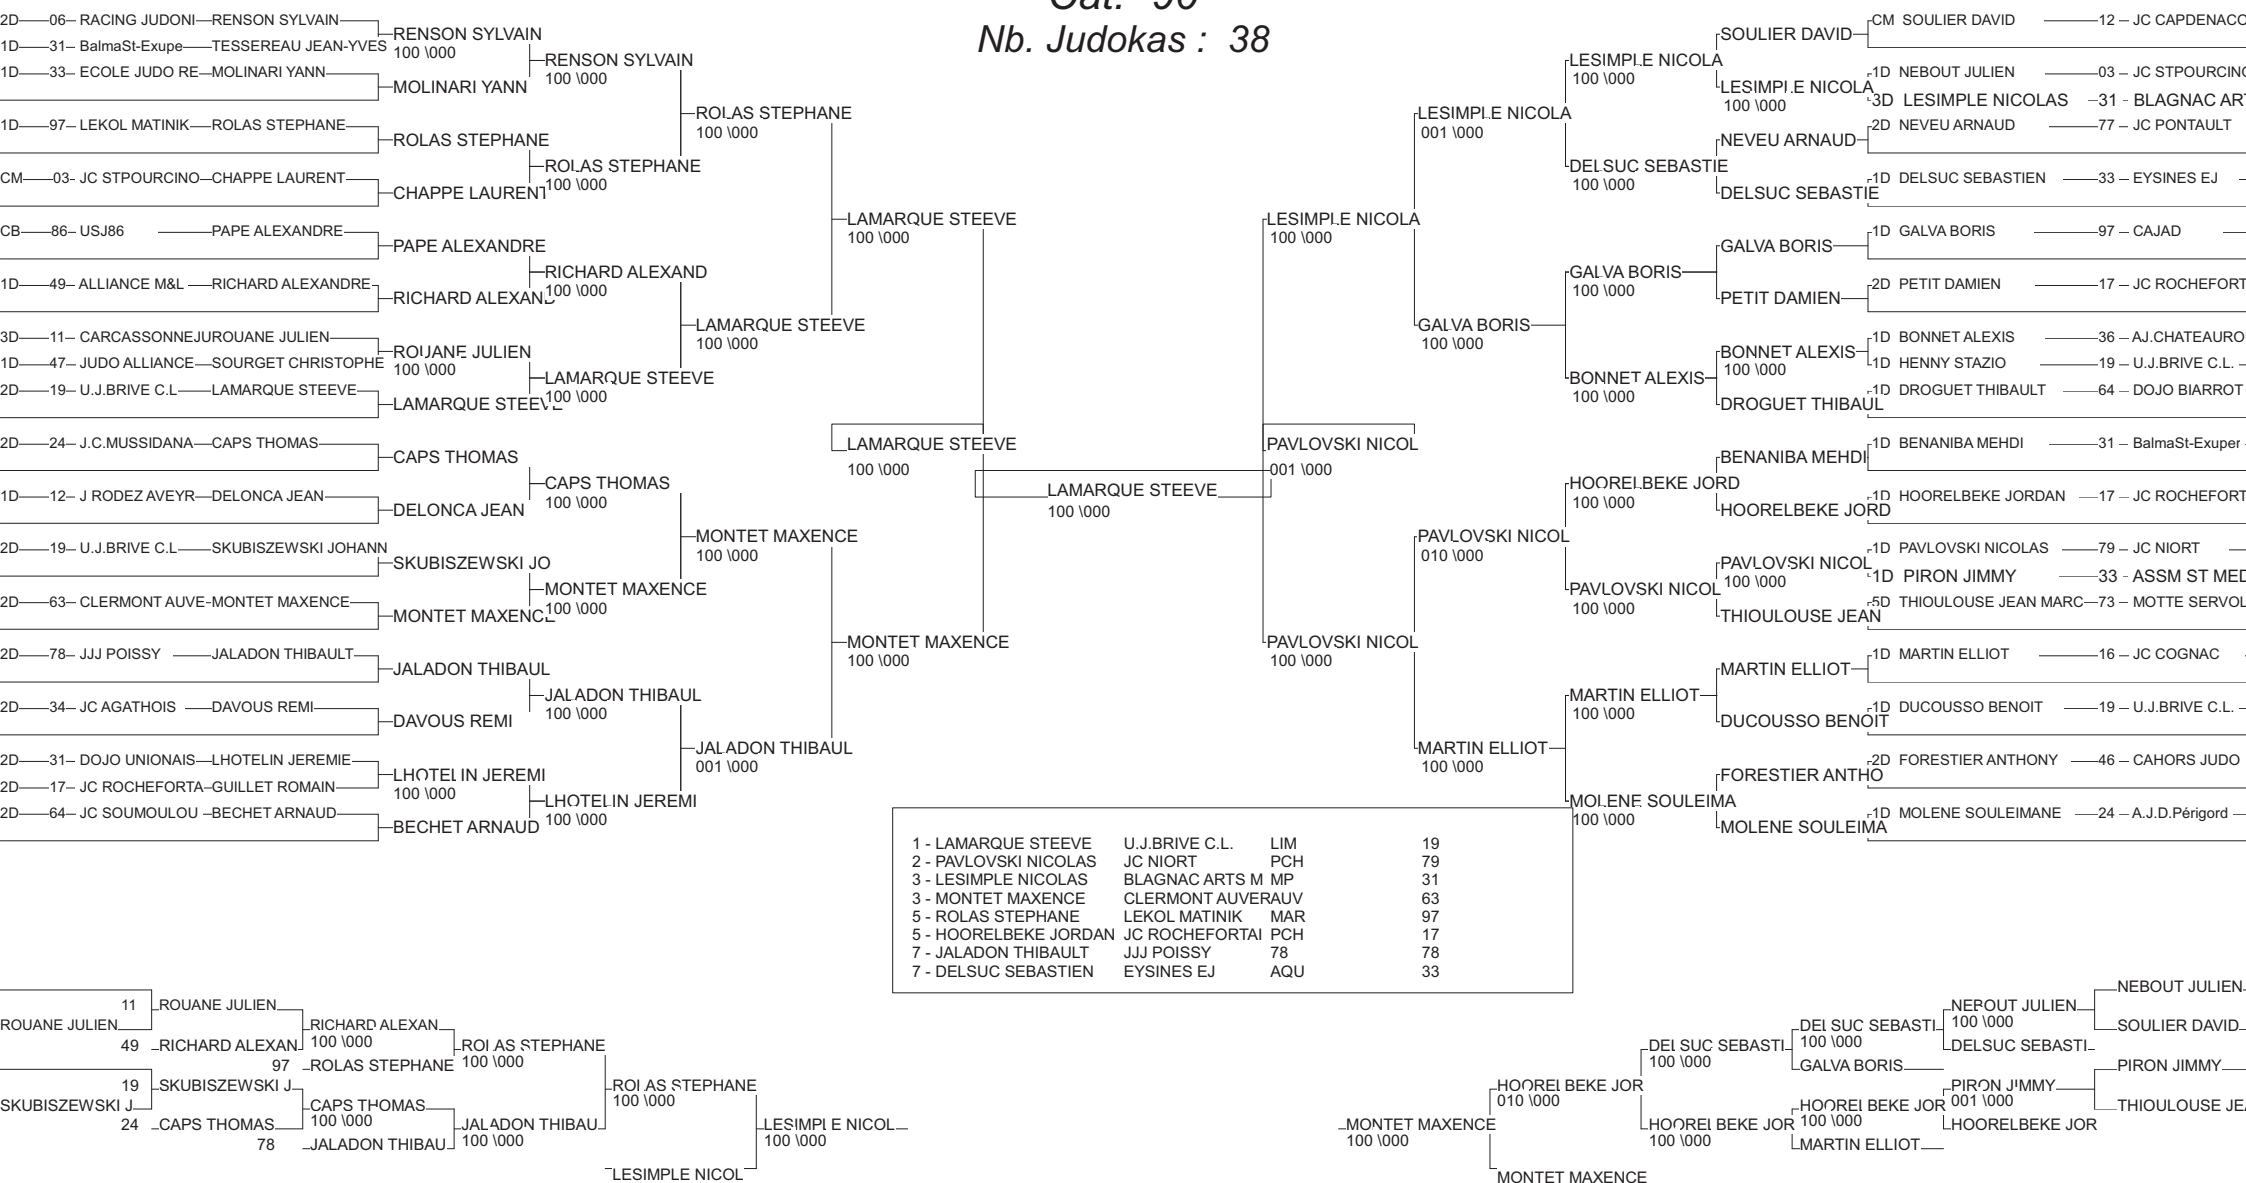 Nb. Judokas : 38
2D 06- RACING JUDONI RENSON SYLVAIN
1D 31- BalmaSt-Exupe TESSEREAU JEAN-YVES
1D 33- ECOLE JUDO RE MOLINARI YANN
1D 97- LEKOL MATINIK ROLAS STEPHANE
CM 03- JC STPOURCINO CHAPPE LAURENT
CB 86- USJ86 PAPE ALEXANDRE
1D 49- ALLIANCE M&L RICHARD ALEXANDRE
3D 11- CARCASSONNEJU ROUANE JULIEN
1D 47- JUDO ALLIANCE SOURGET CHRISTOPHE
2D 19- U.J.BRIVE C.L LAMARQUE STEEVE
2D 24- J.C.MUSSIDANA CAPS THOMAS
1D 12- J RODEZ AVEYR DELONCA JEAN
2D 19- U.J.BRIVE C.L SKUBISZEWSKI JOHANN
2D 63- CLERMONT AUVE MONTET MAXENCE
2D 78- JJJ POISSY JALADON THIBAULT
2D 34- JC AGATHOIS DAVOUS REMI
2D 31- DOJO UNIONAIS LHOTELIN JEREMIE
2D 17- JC ROCHEFORTA GUILLET ROMAIN
2D 64- JC SOUMOULOU BECHET ARNAUD
RENSON SYLVAIN
100 \000
MOLINARI YANN
ROLAS STEPHANE
CHAPPE LAURENT
PAPE ALEXANDRE
RICHARD ALEXAND
ROUANE JULIEN
100 \000
LAMARQUE STEEVE
CAPS THOMAS
DELONCA JEAN
SKUBISZEWSKI JO
MONTET MAXENCE
JALADON THIBAUL
DAVOUS REMI
LHOTELIN JEREMI
100 \000
BECHET ARNAUD
RENSON SYLVAIN
100 \000
ROLAS STEPHANE
100 \000
RICHARD ALEXAND
100 \000
LAMARQUE STEEVE
100 \000
CAPS THOMAS
100 \000
MONTET MAXENCE
100 \000
JALADON THIBAUL
100 \000
LHOTELIN JEREMI
100 \000
ROLAS STEPHANE
100 \000
LAMARQUE STEEVE
100 \000
MONTET MAXENCE
100 \000
JALADON THIBAUL
001 \000
LAMARQUE STEEVE
100 \000
MONTET MAXENCE
100 \000
LAMARQUE STEEVE
100 \000
LAMARQUE STEEVE
100 \000
PAVLOVSKI NICOL
001 \000
LESIMPLE NICOLA
100 \000
PAVLOVSKI NICOL
100 \000
LESIMPLE NICOLA
001 \000
GALVA BORIS
100 \000
PAVLOVSKI NICOL
010 \000
MARTIN ELLIOT
100 \000
LESIMPLE NICOLA
100 \000
DELSUC SEBASTIE
100 \000
GALVA BORIS
100 \000
BONNET ALEXIS
100 \000
HOORELBEKE JORD
100 \000
PAVLOVSKI NICOL
100 \000
MARTIN ELLIOT
100 \000
MOLENE SOULEIMA
100 \000
SOULIER DAVID
LESIMPLE NICOLA
100 \000
NEVEU ARNAUD
DELSUC SEBASTIE
GALVA BORIS
PETIT DAMIEN
BONNET ALEXIS
100 \000
DROGUET THIBAUL
BENANIBA MEHDI
HOORELBEKE JORD
PAVLOVSKI NICOL
100 \000
THIOULOUSE JEAN
MARTIN ELLIOT
DUCOUSSO BENOIT
FORESTIER ANTHO
MOLENE SOULEIMA
CM SOULIER DAVID 12 – JC CAPDENACO
1D NEBOUT JULIEN 03 – JC STPOURCINO
3D LESIMPLE NICOLAS 31 - BLAGNAC ART
2D NEVEU ARNAUD 77 – JC PONTAULT
1D DELSUC SEBASTIEN 33 – EYSINES EJ
1D GALVA BORIS 97 – CAJAD
2D PETIT DAMIEN 17 – JC ROCHEFORT
1D BONNET ALEXIS 36 – AJ.CHATEAURO
1D HENNY STAZIO 19 – U.J.BRIVE C.L.
1D DROGUET THIBAULT 64 – DOJO BIARROT
1D BENANIBA MEHDI 31 – BalmaSt-Exuper
1D HOORELBEKE JORDAN 17 – JC ROCHEFORT
1D PAVLOVSKI NICOLAS 79 – JC NIORT
1D PIRON JIMMY 33 - ASSM ST MED
5D THIOULOUSE JEAN MARC 73 – MOTTE SERVOL
1D MARTIN ELLIOT 16 – JC COGNAC
1D DUCOUSSO BENOIT 19 – U.J.BRIVE C.L.
2D FORESTIER ANTHONY 46 – CAHORS JUDO
1D MOLENE SOULEIMANE 24 – A.J.D.Périgord
1 - LAMARQUE STEEVE U.J.BRIVE C.L. LIM 19
2 - PAVLOVSKI NICOLAS JC NIORT PCH 79
3 - LESIMPLE NICOLAS BLAGNAC ARTS M MP 31
3 - MONTET MAXENCE CLERMONT AUVER AUV 63
5 - ROLAS STEPHANE LEKOL MATINIK MAR 97
5 - HOORELBEKE JORDAN JC ROCHEFORTAI PCH 17
7 - JALADON THIBAULT JJJ POISSY 78 78
7 - DELSUC SEBASTIEN EYSINES EJ AQU 33
ROUANE JULIEN
SKUBISZEWSKI J
11 ROUANE JULIEN
49 RICHARD ALEXAN
19 SKUBISZEWSKI J
24 CAPS THOMAS
RICHARD ALEXAN
100 \000
97 ROLAS STEPHANE
CAPS THOMAS
100 \000
78 JALADON THIBAU
ROLAS STEPHANE
100 \000
JALADON THIBAU
100 \000
ROLAS STEPHANE
100 \000
LESIMPLE NICOL
LESIMPLE NICOL
100 \000
MONTET MAXENCE
100 \000
HOORELBEKE JOR
010 \000
MONTET MAXENCE
DELSUC SEBASTI
100 \000
HOORELBEKE JOR
100 \000
DELSUC SEBASTI
100 \000
GALVA BORIS
HOORELBEKE JOR
100 \000
MARTIN ELLIOT
NEBOUT JULIEN
100 \000
DELSUC SEBASTI
PIRON JIMMY
001 \000
HOORELBEKE JOR
NEBOUT JULIEN
SOULIER DAVID
PIRON JIMMY
THIOULOUSE JEA